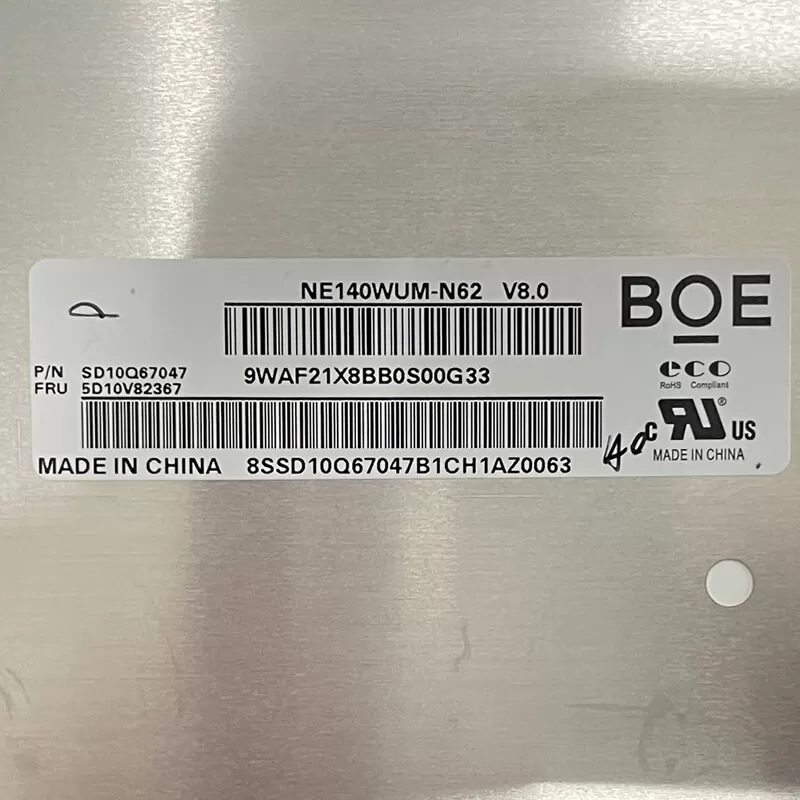 NE140WUM-N62 V8.0
BOE
P/N SD10Q67047
FRU 5D10V82367
9WAF21X8BB0S00G33
eco
RoHS Compliant
c RU ® US
MADE IN CHINA
MADE IN CHINA 8SSD10Q67047B1CH1AZ0063